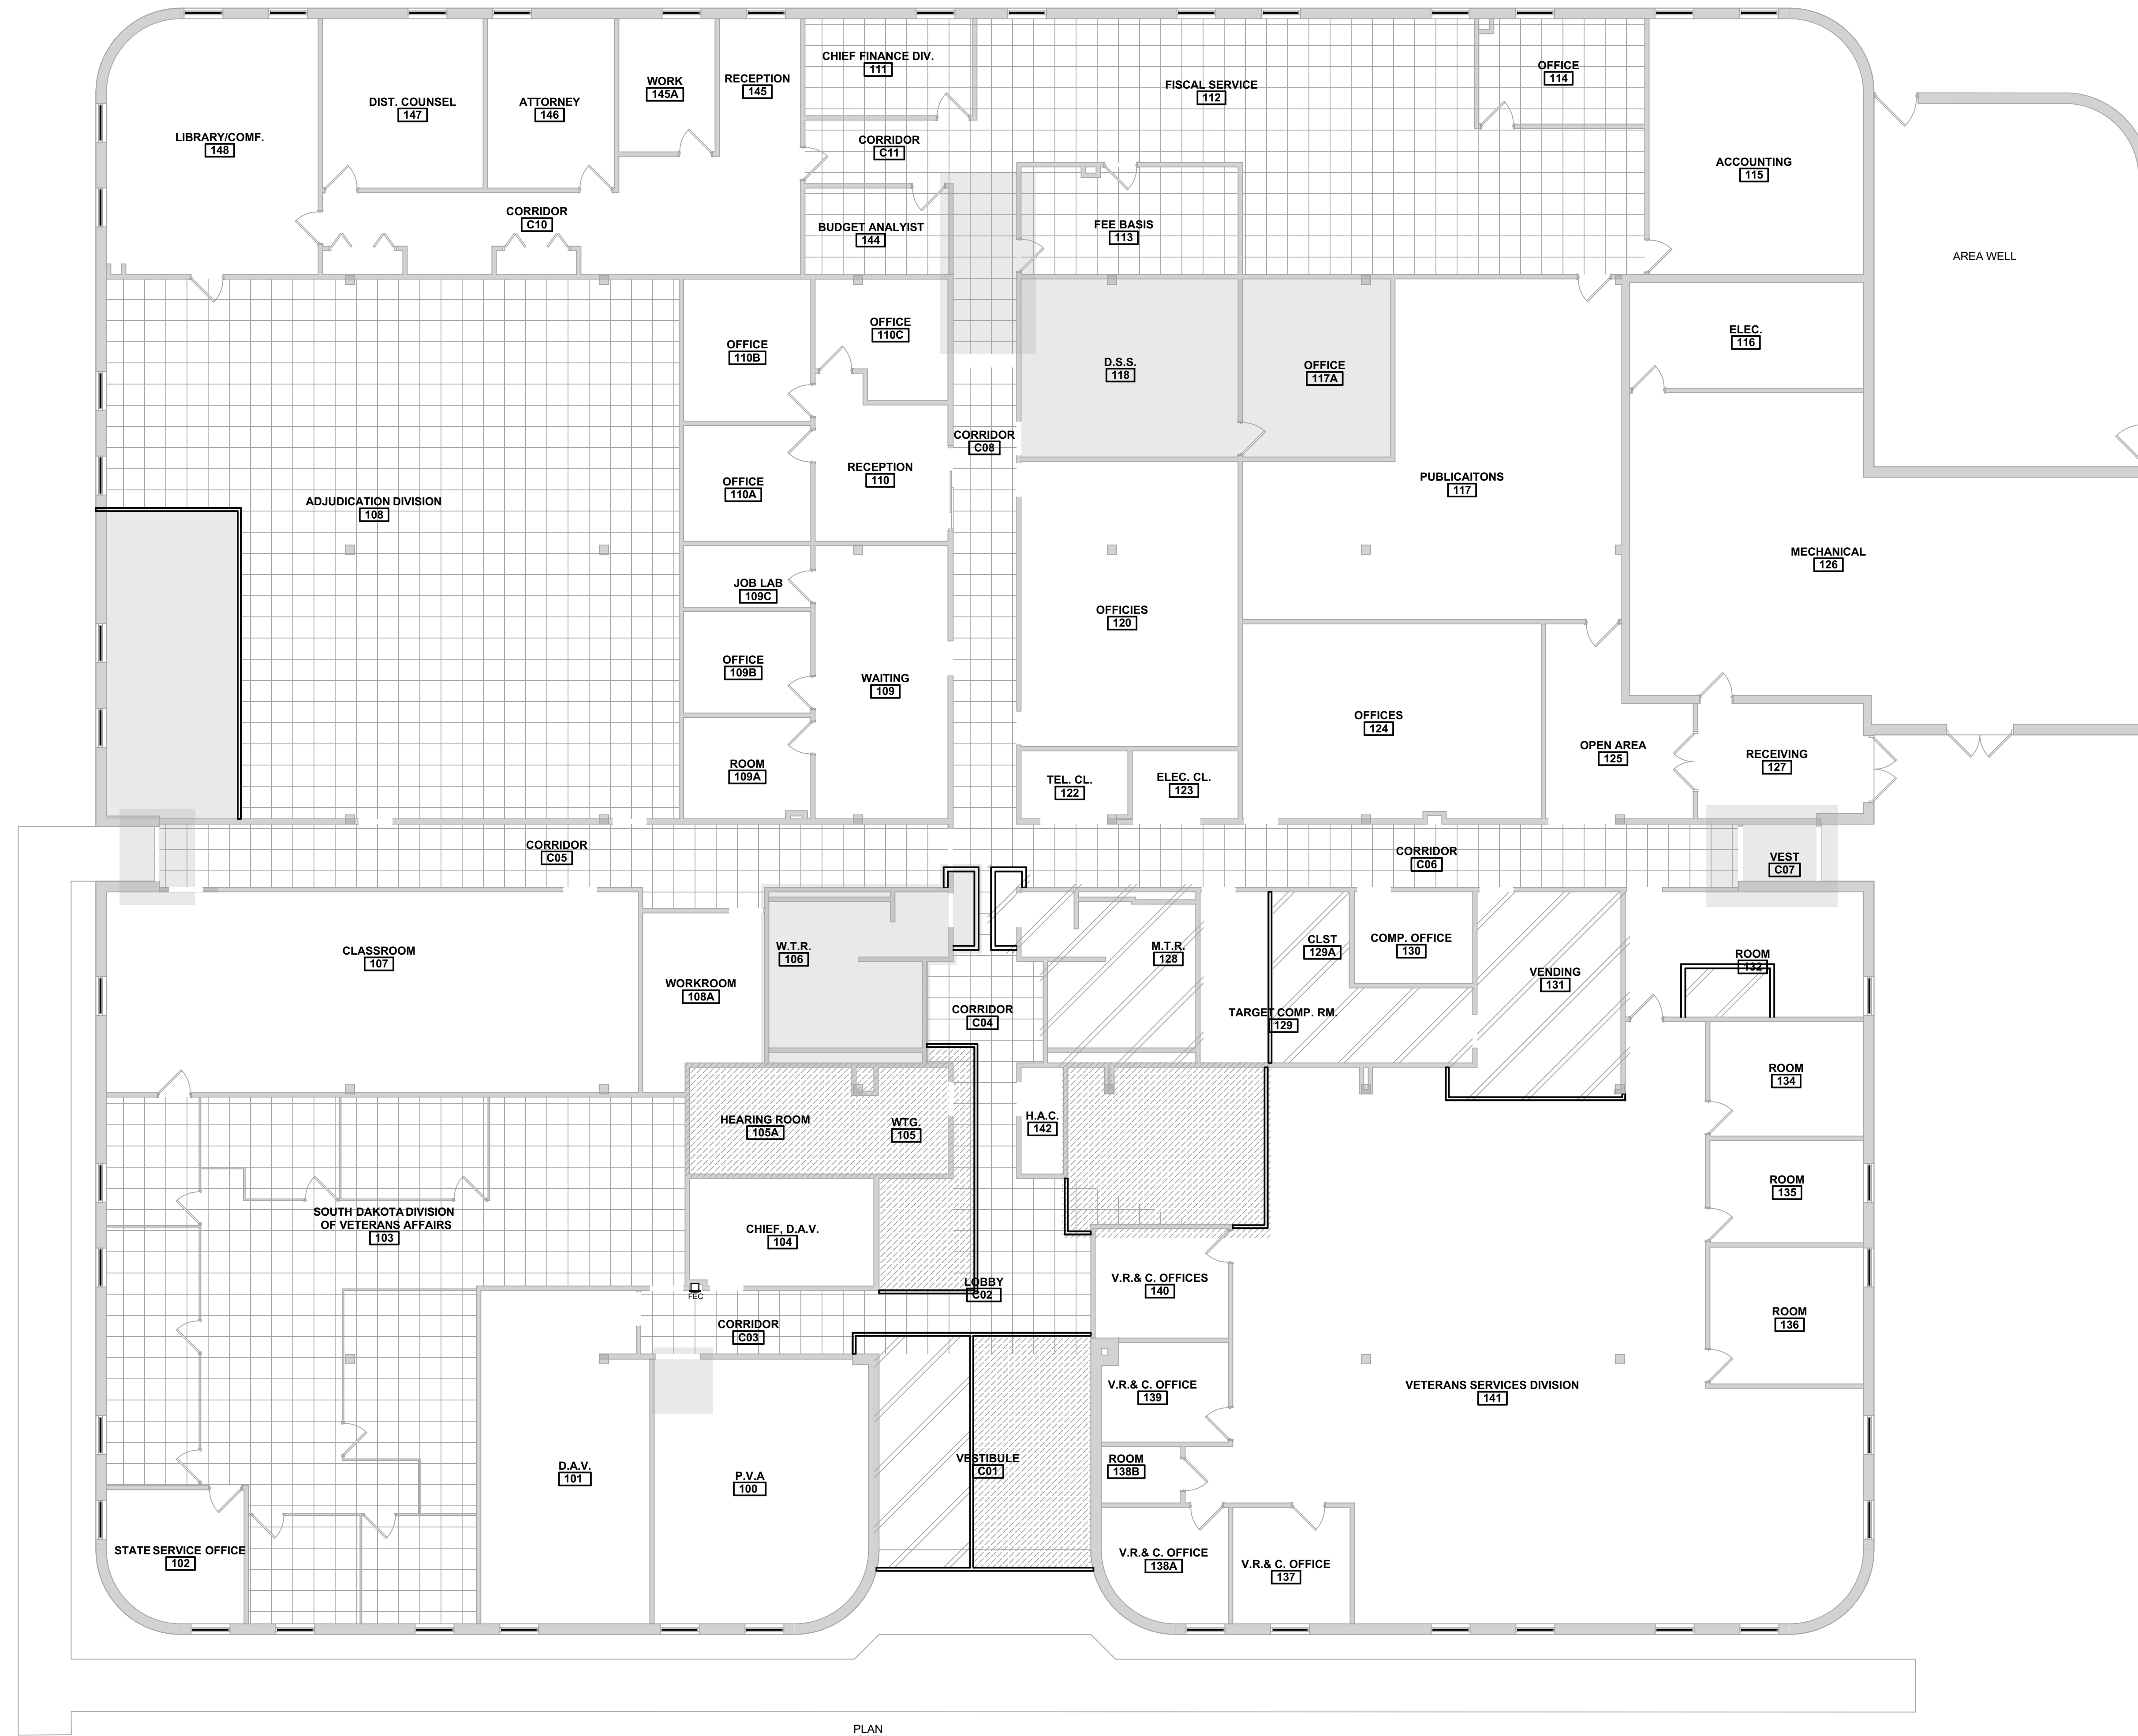 CHIEF FINANCE DIV.
111
WORK
145A
RECEPTION
145
FISCAL SERVICE
112
OFFICE
114
DIST. COUNSEL
147
ATTORNEY
146
LIBRARY/COMF.
148
CORRIDOR
C11
ACCOUNTING
115
CORRIDOR
C10
BUDGET ANALYIST
144
FEE BASIS
113
AREA WELL
OFFICE
110B
OFFICE
110C
D.S.S.
118
OFFICE
117A
ELEC.
116
CORRIDOR
C08
RECEPTION
110
OFFICE
110A
ADJUDICATION DIVISION
108
PUBLICAITONS
117
MECHANICAL
126
JOB LAB
109C
OFFICIES
120
OFFICE
109B
WAITING
109
OFFICES
124
ROOM
109A
TEL. CL.
122
ELEC. CL.
123
OPEN AREA
125
RECEIVING
127
CORRIDOR
C05
CORRIDOR
C06
VEST
C07
CLASSROOM
107
W.T.R.
106
M.T.R.
128
CLST
129A
COMP. OFFICE
130
VENDING
131
ROOM
132
WORKROOM
108A
CORRIDOR
C04
TARGET COMP. RM.
129
ROOM
134
HEARING ROOM
105A
WTG.
105
H.A.C.
142
ROOM
135
SOUTH DAKOTA DIVISION
OF VETERANS AFFAIRS
103
CHIEF, D.A.V.
104
LOBBY
C02
V.R.& C. OFFICES
140
FEC
CORRIDOR
C03
ROOM
136
V.R.& C. OFFICE
139
VETERANS SERVICES DIVISION
141
D.A.V.
101
P.V.A
100
VESTIBULE
C01
ROOM
138B
STATE SERVICE OFFICE
102
V.R.& C. OFFICE
138A
V.R.& C. OFFICE
137
PLAN